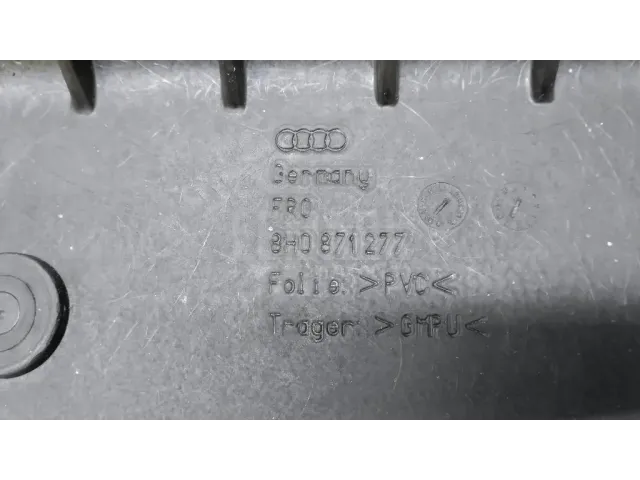 Germany
FRO
8H0 871 277
Folie: >PVC<
Träger: >GMPU<